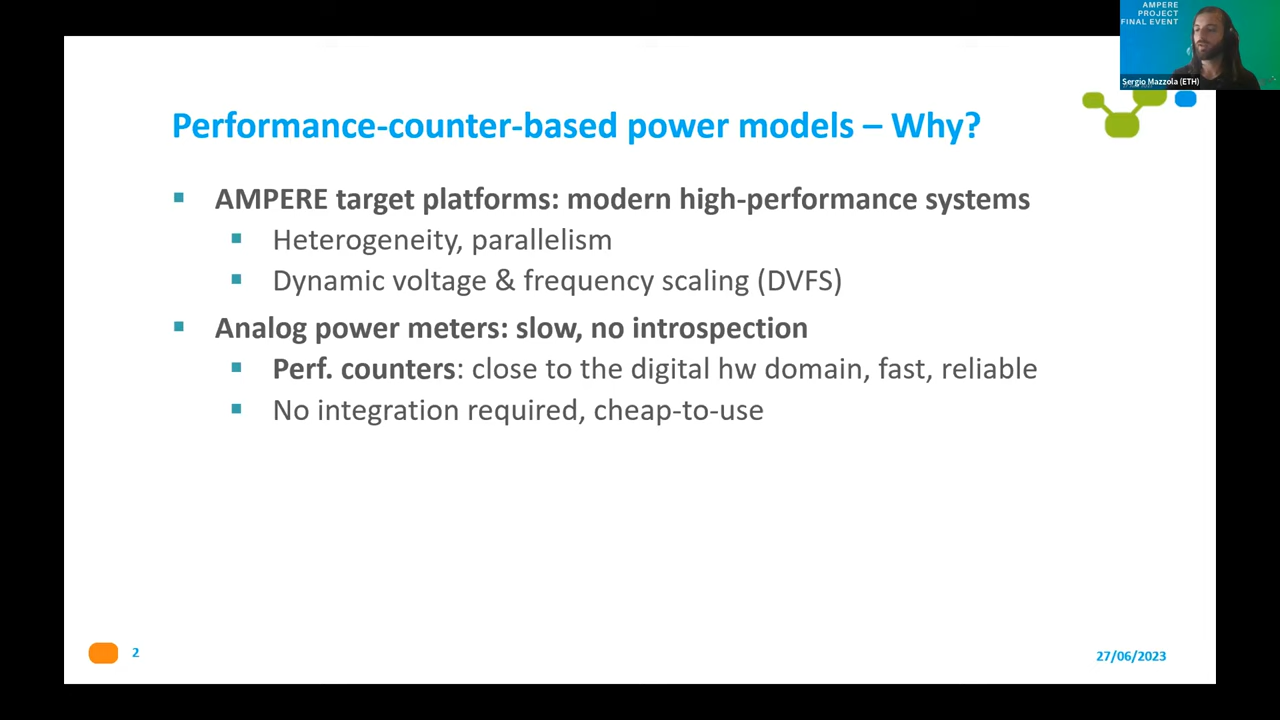 AMPERE
PROJECT
FINAL EVENT
Sergio Mazzola (ETH)
Performance-counter-based power models – Why?
AMPERE target platforms: modern high-performance systems
Heterogeneity, parallelism
Dynamic voltage & frequency scaling (DVFS)
Analog power meters: slow, no introspection
Perf. counters: close to the digital hw domain, fast, reliable
No integration required, cheap-to-use
2
27/06/2023